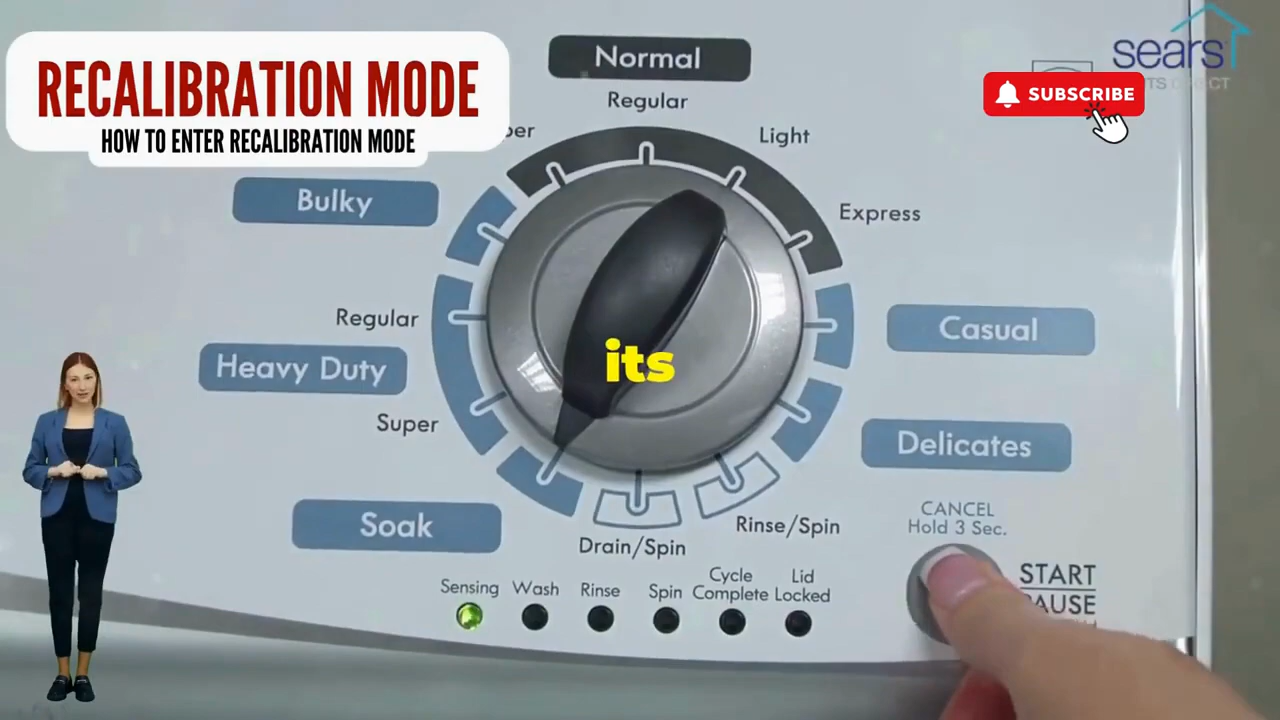 RECALIBRATION MODE
HOW TO ENTER RECALIBRATION MODE
sears
SUBSCRIBE
Normal
Regular
Light
Bulky
Express
Regular
Casual
Heavy Duty
its
Super
Delicates
Soak
CANCEL
Hold 3 Sec.
Rinse/Spin
Drain/Spin
Sensing
Wash
Rinse
Spin
Cycle
Complete
Lid
Locked
START